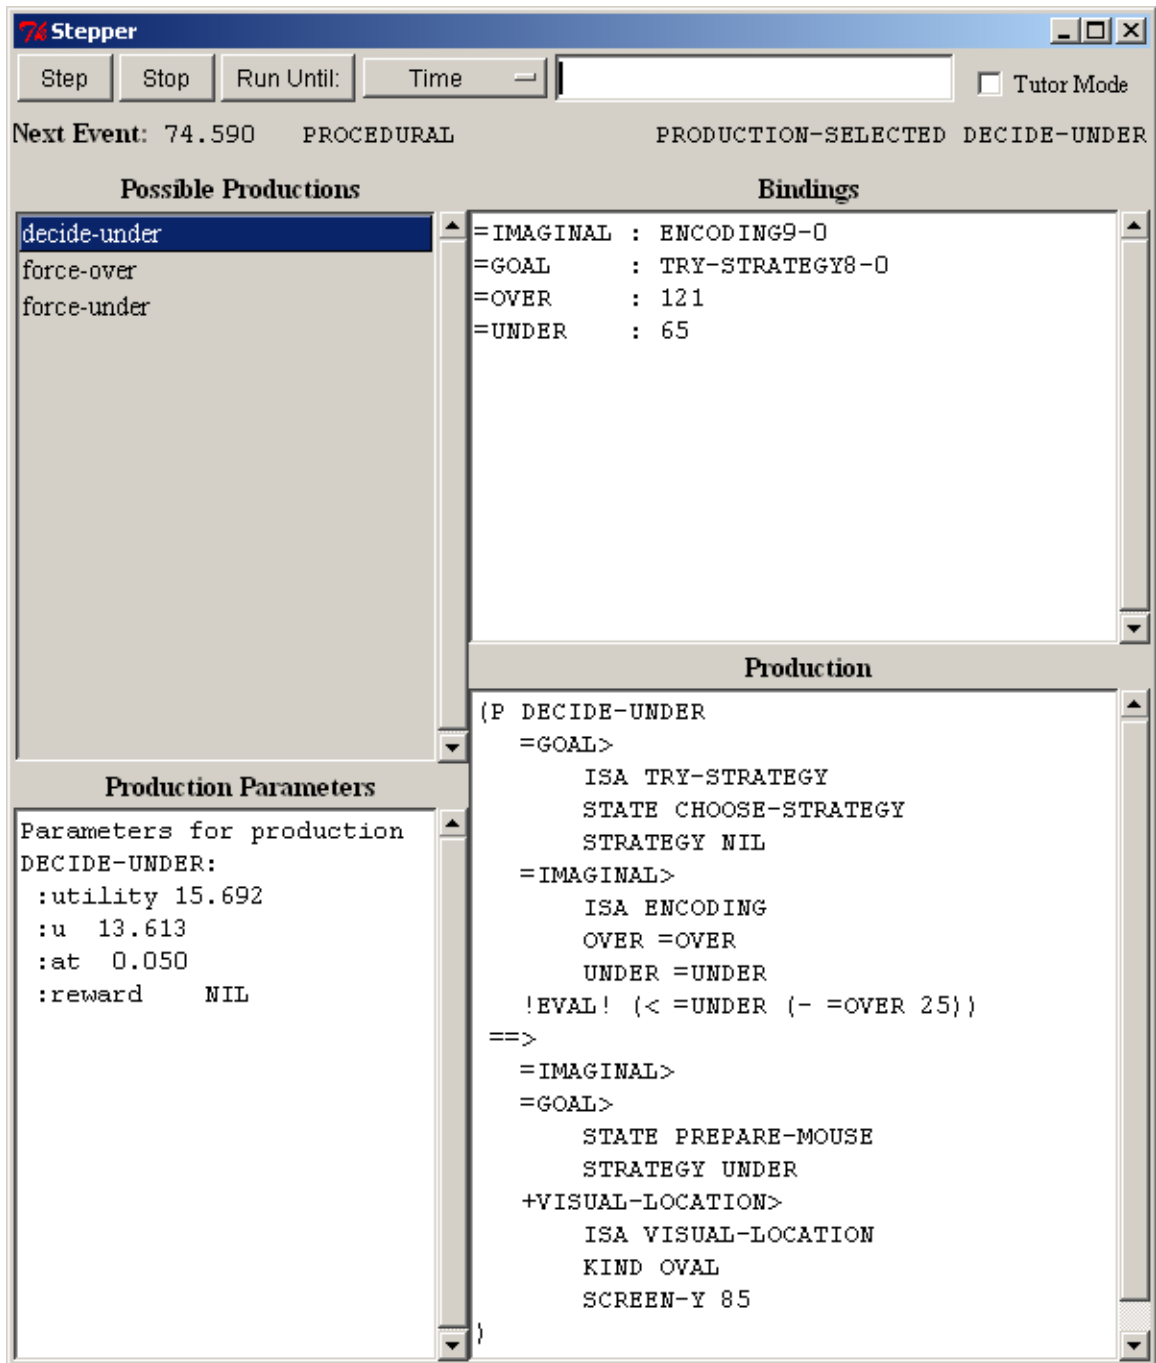 Stepper
Step Stop Run Until: Time Tutor Mode
Next Event: 74.590 PROCEDURAL PRODUCTION-SELECTED DECIDE-UNDER
Possible Productions
decide-under
force-over
force-under
Bindings
=IMAGINAL : ENCODING9-0
=GOAL : TRY-STRATEGY8-0
=OVER : 121
=UNDER : 65
Production Parameters
Parameters for production
DECIDE-UNDER:
:utility 15.692
:u 13.613
:at 0.050
:reward NIL
Production
(P DECIDE-UNDER
=GOAL>
ISA TRY-STRATEGY
STATE CHOOSE-STRATEGY
STRATEGY NIL
=IMAGINAL>
ISA ENCODING
OVER =OVER
UNDER =UNDER
!EVAL! (< =UNDER (- =OVER 25))
==>
=IMAGINAL>
=GOAL>
STATE PREPARE-MOUSE
STRATEGY UNDER
+VISUAL-LOCATION>
ISA VISUAL-LOCATION
KIND OVAL
SCREEN-Y 85
)